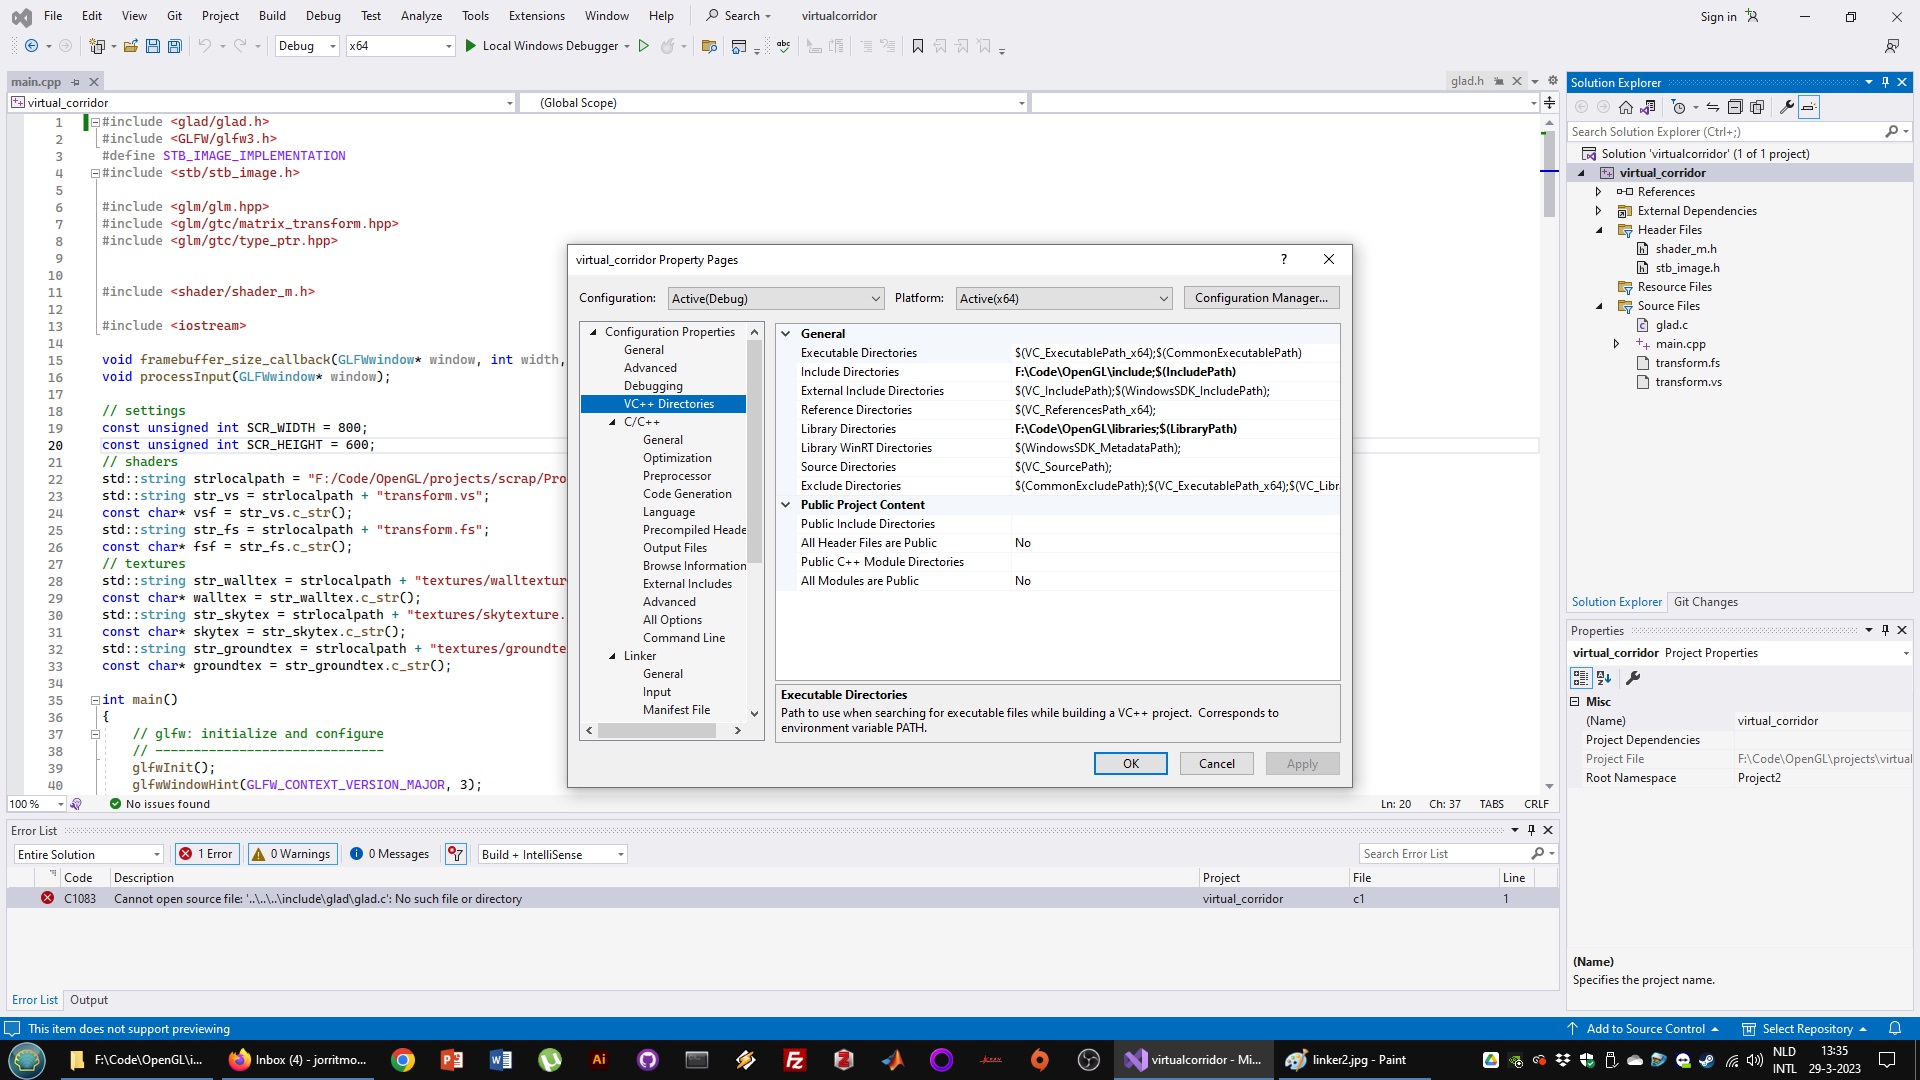 File Edit View Git Project Build Debug Test Analyze Tools Extensions Window Help Search virtualcorridor Sign in
Debug x64 Local Windows Debugger
main.cpp glad.h
virtual_corridor (Global Scope)
1 #include <glad/glad.h>
2 #include <GLFW/glfw3.h>
3 #define STB_IMAGE_IMPLEMENTATION
4 #include <stb/stb_image.h>
5
6 #include <glm/glm.hpp>
7 #include <glm/gtc/matrix_transform.hpp>
8 #include <glm/gtc/type_ptr.hpp>
9
10
11 #include <shader/shader_m.h>
12
13 #include <iostream>
14
15 void framebuffer_size_callback(GLFWwindow* window, int width,
16 void processInput(GLFWwindow* window);
17
18 // settings
19 const unsigned int SCR_WIDTH = 800;
20 const unsigned int SCR_HEIGHT = 600;
21 // shaders
22 std::string strlocalpath = "F:/Code/OpenGL/projects/scrap/Pro
23 std::string str_vs = strlocalpath + "transform.vs";
24 const char* vsf = str_vs.c_str();
25 std::string str_fs = strlocalpath + "transform.fs";
26 const char* fsf = str_fs.c_str();
27 // textures
28 std::string str_walltex = strlocalpath + "textures/walltextur
29 const char* walltex = str_walltex.c_str();
30 std::string str_skytex = strlocalpath + "textures/skytexture.
31 const char* skytex = str_skytex.c_str();
32 std::string str_groundtex = strlocalpath + "textures/groundte
33 const char* groundtex = str_groundtex.c_str();
34
35 int main()
36 {
37 // glfw: initialize and configure
38 // ------------------------------
39 glfwInit();
40 glfwWindowHint(GLFW_CONTEXT_VERSION_MAJOR, 3);
100 % No issues found Ln: 20 Ch: 37 TABS CRLF
virtual_corridor Property Pages ?
Configuration: Active(Debug) Platform: Active(x64) Configuration Manager...
Configuration Properties
General
Advanced
Debugging
VC++ Directories
C/C++
General
Optimization
Preprocessor
Code Generation
Language
Precompiled Heade
Output Files
Browse Information
External Includes
Advanced
All Options
Command Line
Linker
General
Input
Manifest File
General
Executable Directories $(VC_ExecutablePath_x64);$(CommonExecutablePath)
Include Directories F:\Code\OpenGL\include;$(IncludePath)
External Include Directories $(VC_IncludePath);$(WindowsSDK_IncludePath);
Reference Directories $(VC_ReferencesPath_x64);
Library Directories F:\Code\OpenGL\libraries;$(LibraryPath)
Library WinRT Directories $(WindowsSDK_MetadataPath);
Source Directories $(VC_SourcePath);
Exclude Directories $(CommonExcludePath);$(VC_ExecutablePath_x64);$(VC_Libr
Public Project Content
Public Include Directories
All Header Files are Public No
Public C++ Module Directories
All Modules are Public No
Executable Directories
Path to use when searching for executable files while building a VC++ project. Corresponds to
environment variable PATH.
OK Cancel Apply
Solution Explorer
Search Solution Explorer (Ctrl+;)
Solution 'virtualcorridor' (1 of 1 project)
virtual_corridor
References
External Dependencies
Header Files
shader_m.h
stb_image.h
Resource Files
Source Files
glad.c
main.cpp
transform.fs
transform.vs
Solution Explorer Git Changes
Properties
virtual_corridor Project Properties
Misc
(Name) virtual_corridor
Project Dependencies
Project File F:\Code\OpenGL\projects\virtual
Root Namespace Project2
(Name)
Specifies the project name.
Error List
Entire Solution 1 Error 0 Warnings 0 Messages Build + IntelliSense Search Error List
Code Description Project File Line
C1083 Cannot open source file: '..\..\..\include\glad\glad.c': No such file or directory virtual_corridor c1 1
Error List Output
This item does not support previewing Add to Source Control Select Repository
F:\Code\OpenGL\i... Inbox (4) - jorritmo... virtualcorridor - Mi... linker2.jpg - Paint NLD 13:35
INTL 29-3-2023